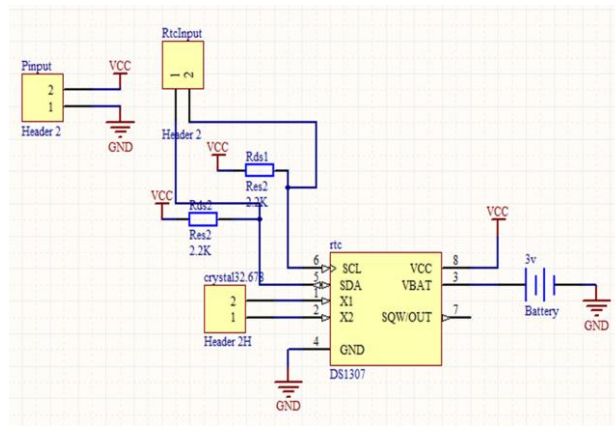 RtcInput
Pinput
VCC
1
2
2
1
GND
Header 2
Header 2
Rds1
VCC
Res2
2.2K
VCC
Rds2
Res2
2.2K
VCC
rtc
6
SCL
VCC
8
3v
5
SDA
VBAT
3
crystal32.678
2
1
X1
1
2
X2
SQW/OUT
7
Battery
GND
Header 2H
4
GND
DS1307
GND